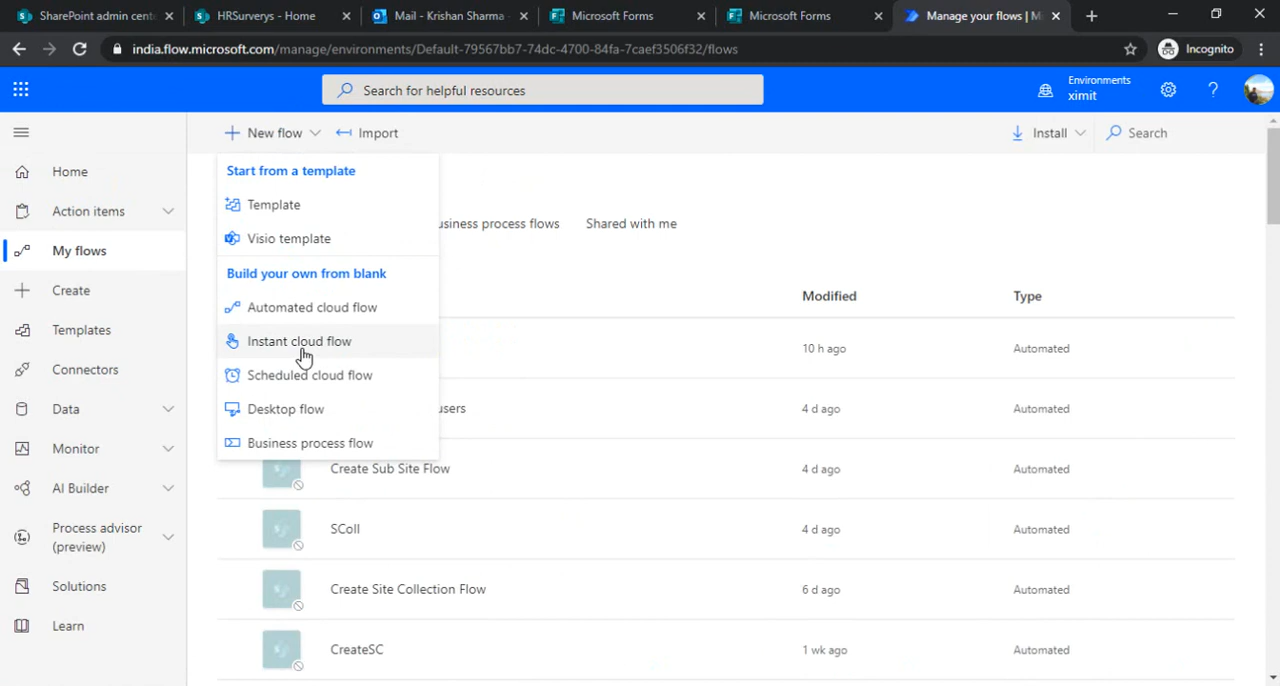 SharePoint admin cent
HRSurverys - Home
Mail - Krishan Sharma -
Microsoft Forms
Microsoft Forms
Manage your flows | M
india.flow.microsoft.com/manage/environments/Default-79567bb7-74dc-4700-84fa-7caef3506f32/flows
Incognito
Search for helpful resources
Environments
ximit
New flow
Import
Install
Search
Home
Action items
My flows
Create
Templates
Connectors
Data
Monitor
AI Builder
Process advisor
(preview)
Solutions
Learn
Start from a template
Template
Visio template
Build your own from blank
Automated cloud flow
Instant cloud flow
Scheduled cloud flow
Desktop flow
Business process flow
usiness process flows
Shared with me
Modified
Type
10 h ago
Automated
users
4 d ago
Automated
Create Sub Site Flow
4 d ago
Automated
SColl
4 d ago
Automated
Create Site Collection Flow
6 d ago
Automated
CreateSC
1 wk ago
Automated